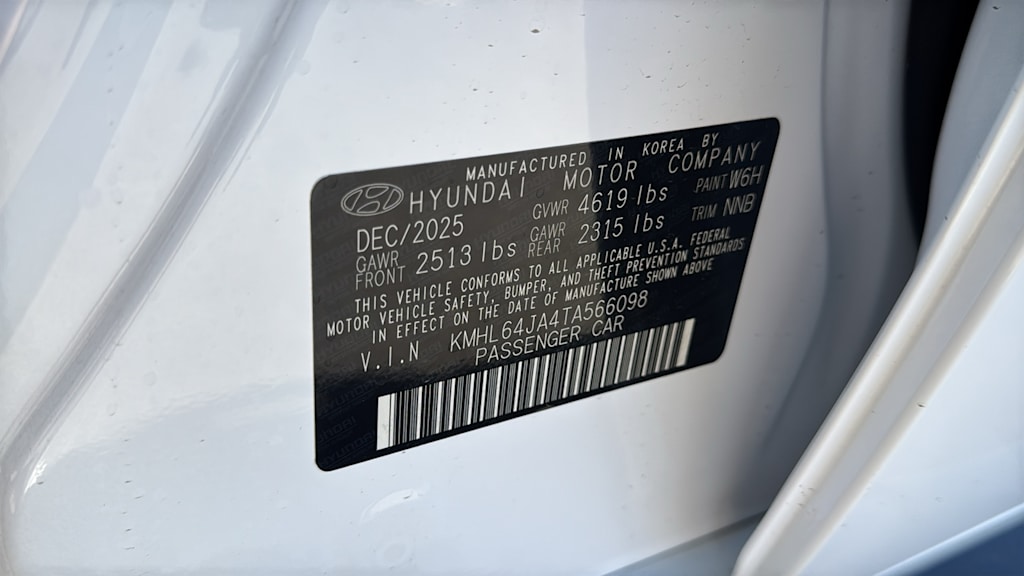 MANUFACTURED IN KOREA BY
HYUNDAI MOTOR COMPANY
DEC/2025 GVWR 4619 lbs PAINT W6H
GAWR FRONT 2513 lbs GAWR REAR 2315 lbs TRIM NNB
THIS VEHICLE CONFORMS TO ALL APPLICABLE U.S.A. FEDERAL
MOTOR VEHICLE SAFETY, BUMPER, AND THEFT PREVENTION STANDARDS
IN EFFECT ON THE DATE OF MANUFACTURE SHOWN ABOVE
V.I.N KMHL64JA4TA566098
PASSENGER CAR